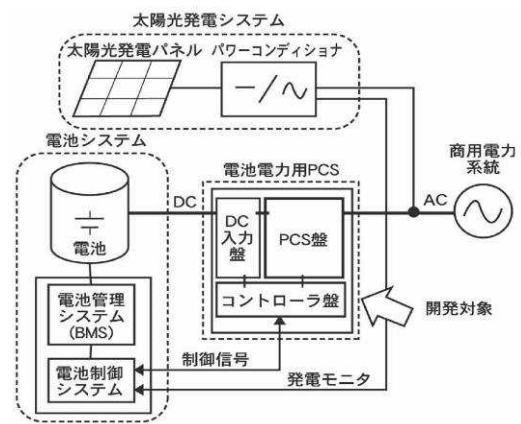 太陽光発電システム
太陽光発電パネル
パワーコンディショナ
電池システム
電池
電池管理
システム
(BMS)
電池制御
システム
DC
電池電力用PCS
DC
入力
盤
PCS盤
コントローラ盤
AC
商用電力
系統
開発対象
制御信号
発電モニタ